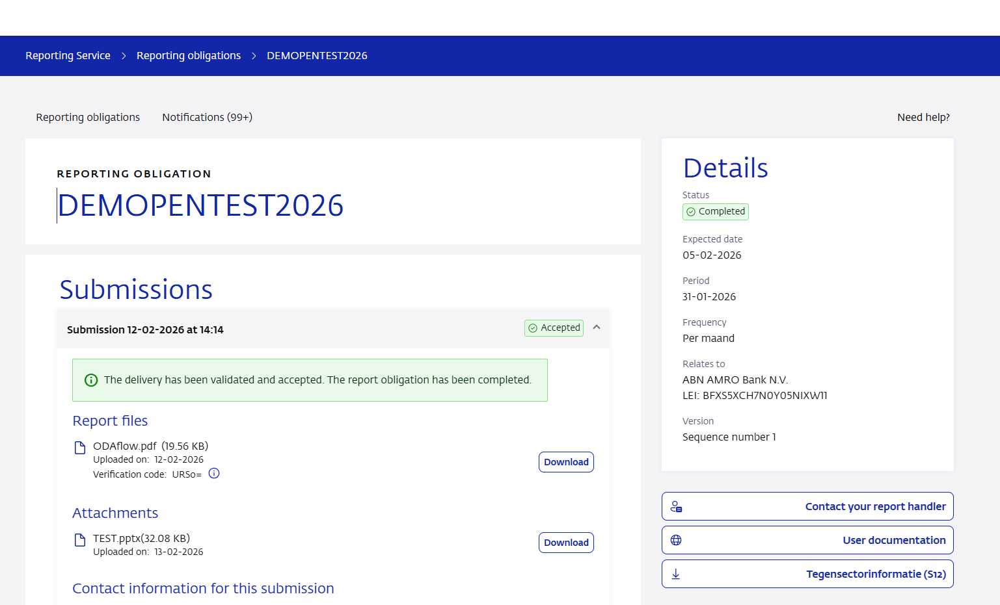 Reporting Service > Reporting obligations > DEMOPENTEST2026
Reporting obligations Notifications (99+) Need help?
REPORTING OBLIGATION
DEMOPENTEST2026
Submissions
Submission 12-02-2026 at 14:14 Accepted
The delivery has been validated and accepted. The report obligation has been completed.
Report files
ODAflow.pdf (19.56 KB)
Uploaded on: 12-02-2026
Download
Verification code: URSo=
Attachments
TEST.pptx(32.08 KB)
Download
Uploaded on: 13-02-2026
Contact information for this submission
Details
Status
Completed
Expected date
05-02-2026
Period
31-01-2026
Frequency
Per maand
Relates to
ABN AMRO Bank N.V.
LEI: BFXS5XCH7N0Y05NIXW11
Version
Sequence number 1
Contact your report handler
User documentation
Tegensectorinformatie (S12)